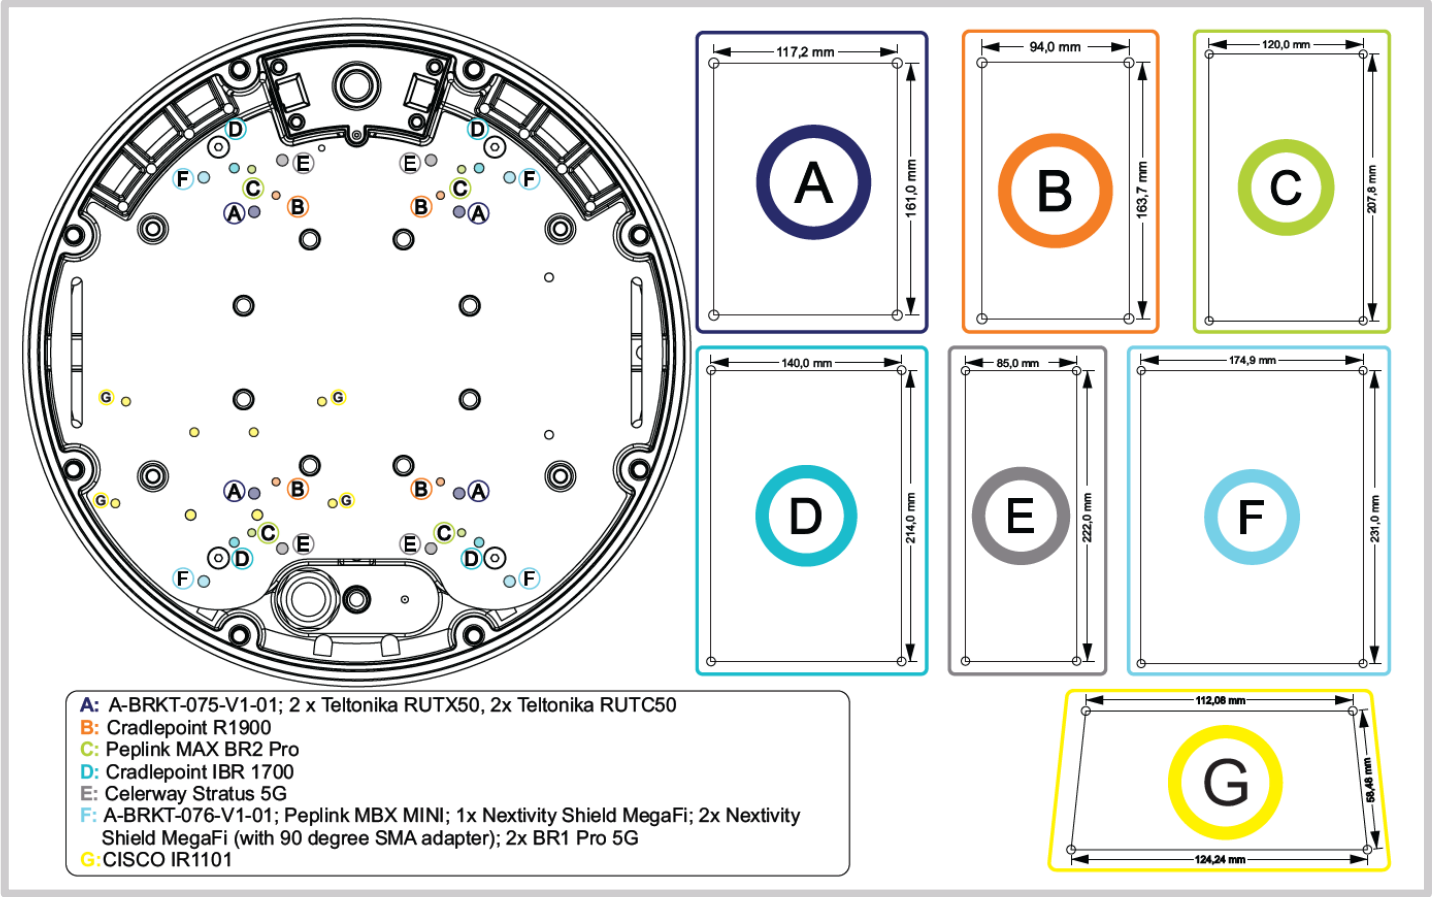 D
D
E
E
F
F
C
C
B
B
A
A
G
G
A
B
B
A
G
G
C
C
E
E
D
D
F
F
117,2 mm
161,0 mm
A
94,0 mm
163,7 mm
B
120,0 mm
207,8 mm
C
140,0 mm
214,0 mm
D
85,0 mm
222,0 mm
E
174,9 mm
231,0 mm
F
112,08 mm
58,48 mm
G
124,24 mm
A: A-BRKT-075-V1-01; 2 x Teltonika RUTX50, 2x Teltonika RUTC50
B: Cradlepoint R1900
C: Peplink MAX BR2 Pro
D: Cradlepoint IBR 1700
E: Celerway Stratus 5G
F: A-BRKT-076-V1-01; Peplink MBX MINI; 1x Nextivity Shield MegaFi; 2x Nextivity
Shield MegaFi (with 90 degree SMA adapter); 2x BR1 Pro 5G
G:CISCO IR1101